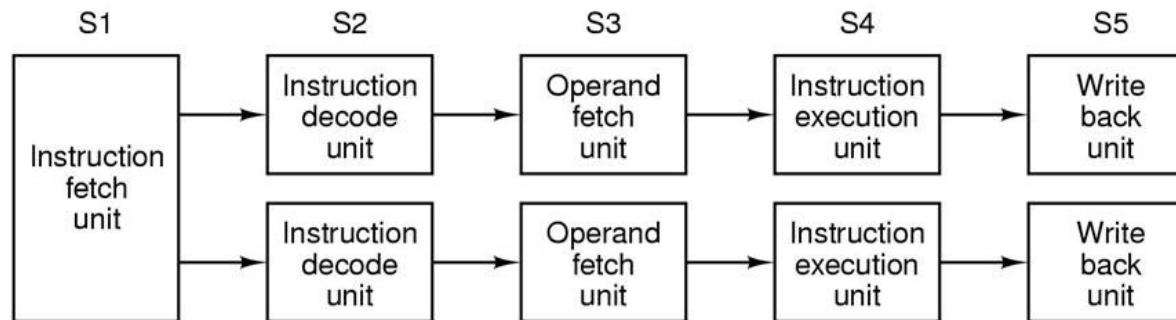 S1
S2
S3
S4
S5
Instruction
fetch
unit
Instruction
decode
unit
Operand
fetch
unit
Instruction
execution
unit
Write
back
unit
Instruction
decode
unit
Operand
fetch
unit
Instruction
execution
unit
Write
back
unit